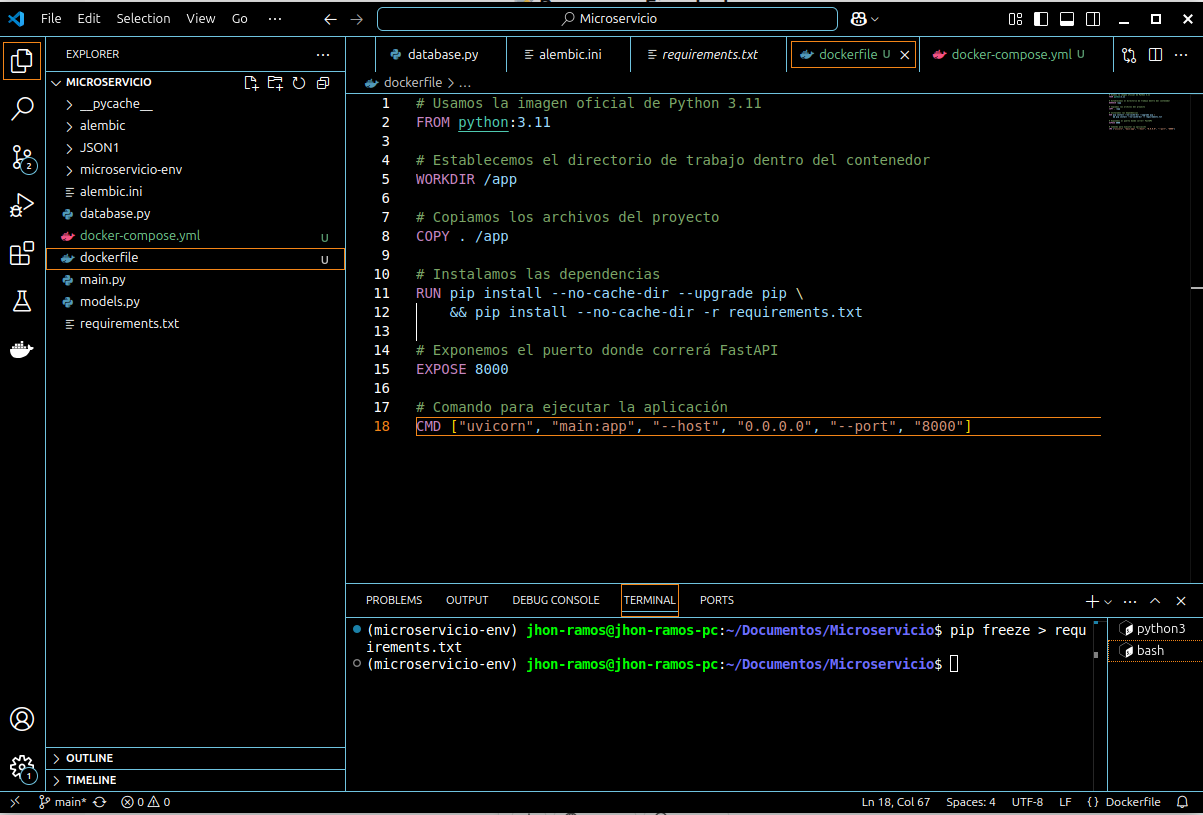 File Edit Selection View Go ··· Microservicio
EXPLORER ···
MICROSERVICIO
__pycache__
alembic
JSON1
microservicio-env
alembic.ini
database.py
docker-compose.yml U
dockerfile U
main.py
models.py
requirements.txt
OUTLINE
TIMELINE
2
1
database.py alembic.ini requirements.txt dockerfile U docker-compose.yml U ···
dockerfile > ...
1 # Usamos la imagen oficial de Python 3.11
2 FROM python:3.11
3
4 # Establecemos el directorio de trabajo dentro del contenedor
5 WORKDIR /app
6
7 # Copiamos los archivos del proyecto
8 COPY . /app
9
10 # Instalamos las dependencias
11 RUN pip install --no-cache-dir --upgrade pip \
12 && pip install --no-cache-dir -r requirements.txt
13
14 # Exponemos el puerto donde correrá FastAPI
15 EXPOSE 8000
16
17 # Comando para ejecutar la aplicación
18 CMD ["uvicorn", "main:app", "--host", "0.0.0.0", "--port", "8000"]
PROBLEMS OUTPUT DEBUG CONSOLE TERMINAL PORTS ···
(microservicio-env) jhon-ramos@jhon-ramos-pc:~/Documentos/Microservicio$ pip freeze > requ
irements.txt
(microservicio-env) jhon-ramos@jhon-ramos-pc:~/Documentos/Microservicio$
python3
bash
main* 0 0 Ln 18, Col 67 Spaces: 4 UTF-8 LF {} Dockerfile